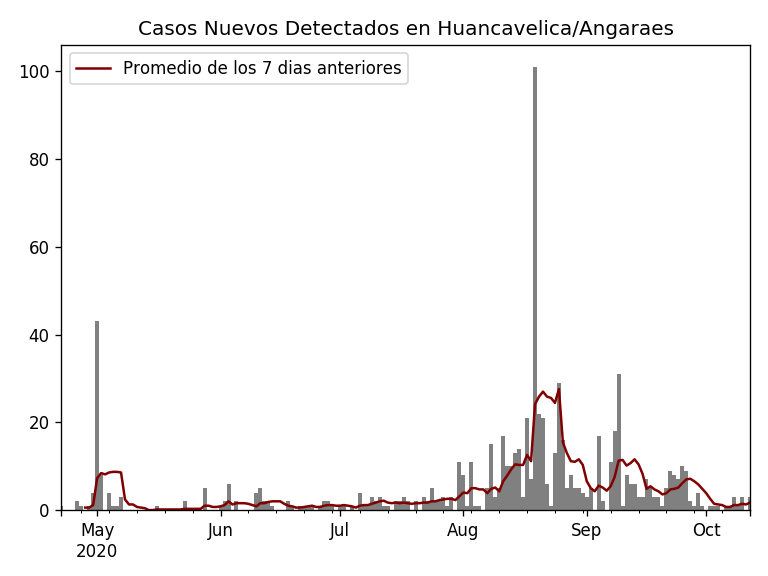 Casos Nuevos Detectados en Huancavelica/Angaraes
Promedio de los 7 dias anteriores
100
80
60
40
20
0
May Jun Jul Aug Sep Oct
2020